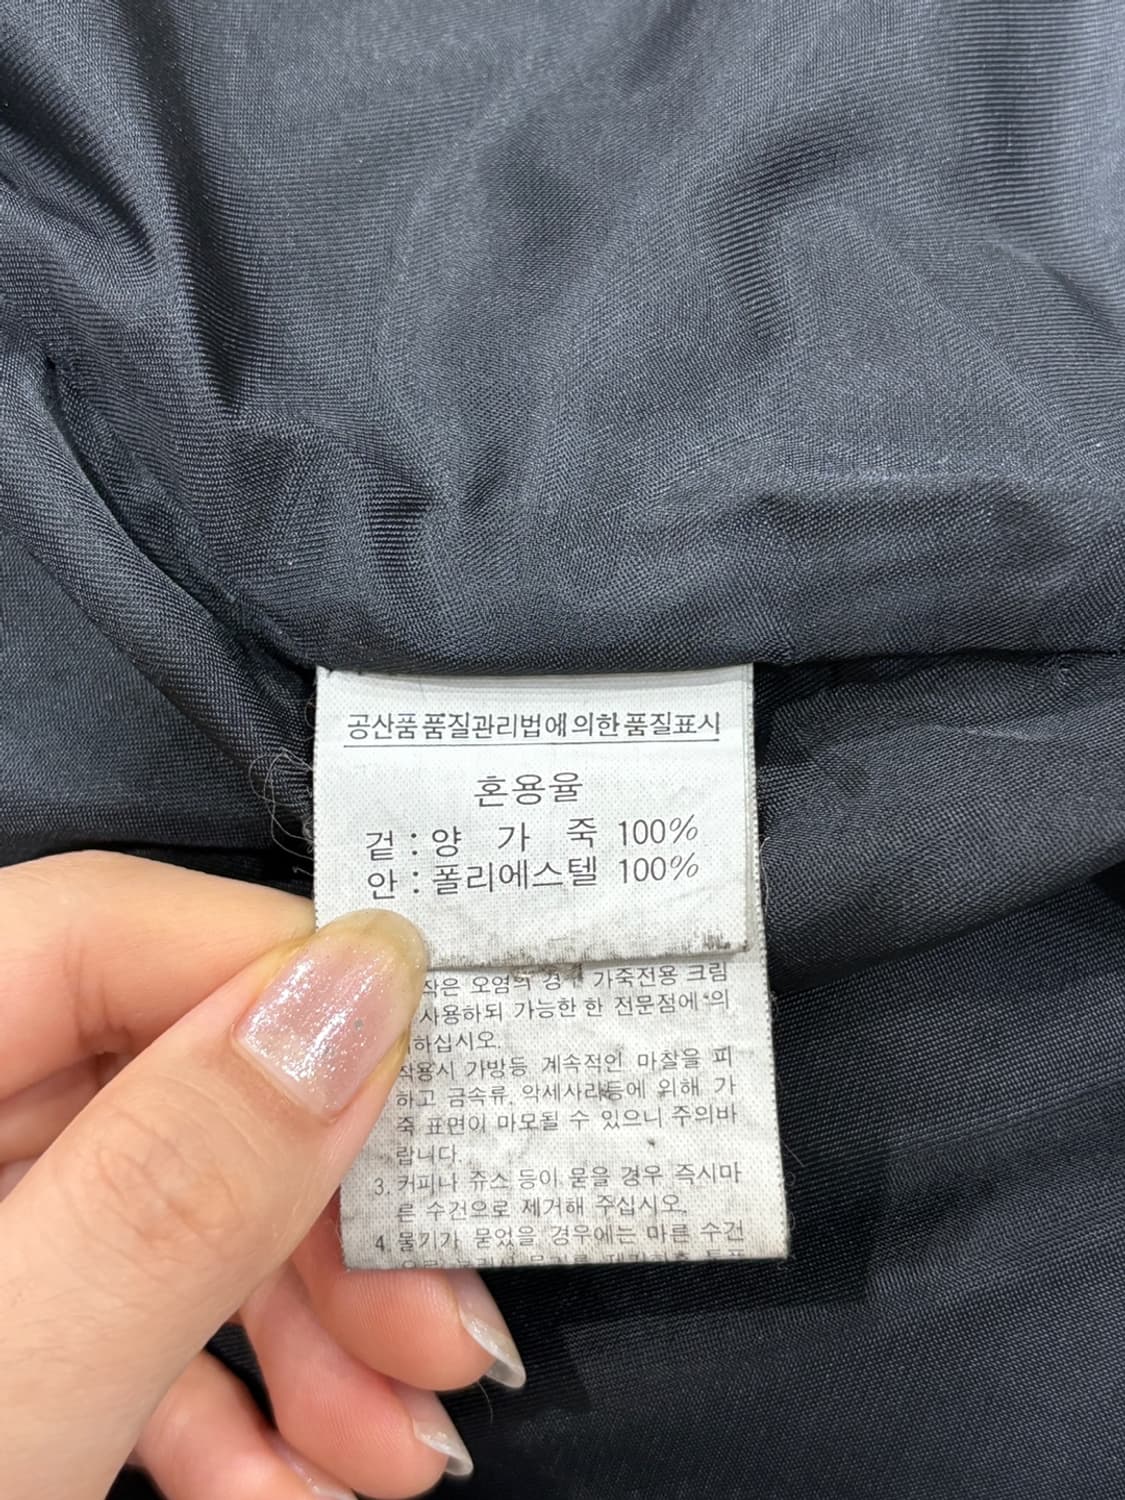 공산품품질관리법에의한품질표시
혼용율
겉 : 양 가 죽 100%
안 : 폴리에스텔 100%
작은 오염의 경우 가죽전용 크림
사용하되 가능한 한 전문점에 의
하십시오.
착용시 가방등 계속적인 마찰을 피
하고 금속류, 악세사리등에 위해 가
죽 표면이 마모될 수 있으니 주의바
랍니다.
3. 커피나 쥬소 등이 묻을 경우 즉시마
른 수건으로 제거해 주십시오.
4. 물기가 묻었을 경우에는 마른 수건